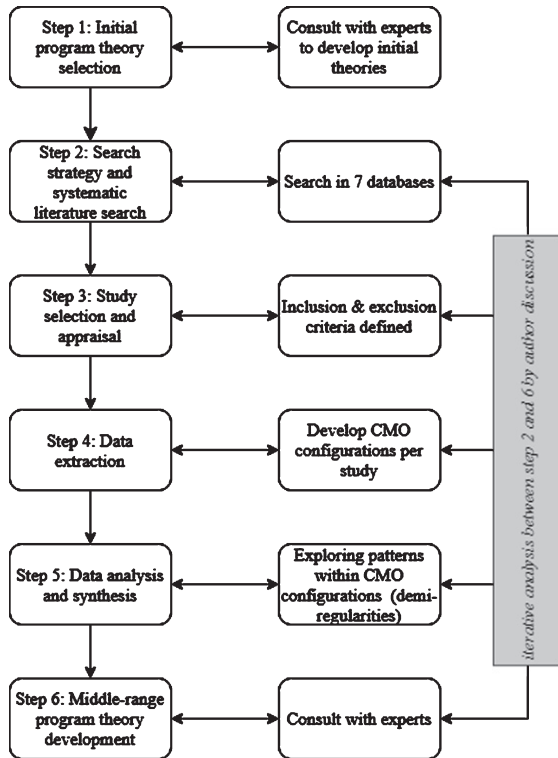 Step 1: Initial
program theory
selection
Consult with experts
to develop initial
theories
Step 2: Search
strategy and
systematic
literature search
Search in 7 databases
Step 3: Study
selection and
appraisal
Inclusion & exclusion
criteria defined
Step 4: Data
extraction
Develop CMO
configurations per
study
Step 5: Data analysis
and synthesis
Exploring patterns
within CMO
configurations (demi-
regularities)
Step 6: Middle-range
program theory
development
Consult with experts
iterative analysis between step 2 and 6 by author discussion